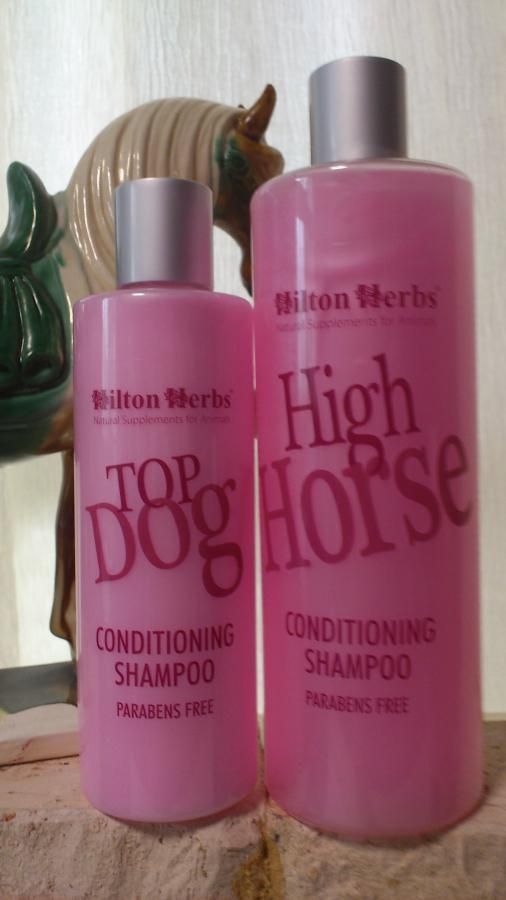 Hilton Herbs®
Natural Supplements for Animals
TOP
Dog
CONDITIONING
SHAMPOO
PARABENS FREE
Hilton Herbs®
Natural Supplements for Animals
High
Horse
CONDITIONING
SHAMPOO
PARABENS FREE